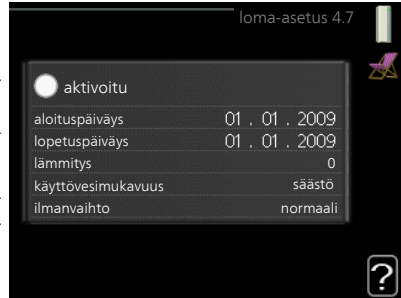 loma-asetus 4.7
aktivoitu
aloituspäiväys 01 . 01 . 2009
lopetuspäiväys 01 . 01 . 2009
lämmitys 0
käyttövesimukavuus säästö
ilmanvaihto normaali
?